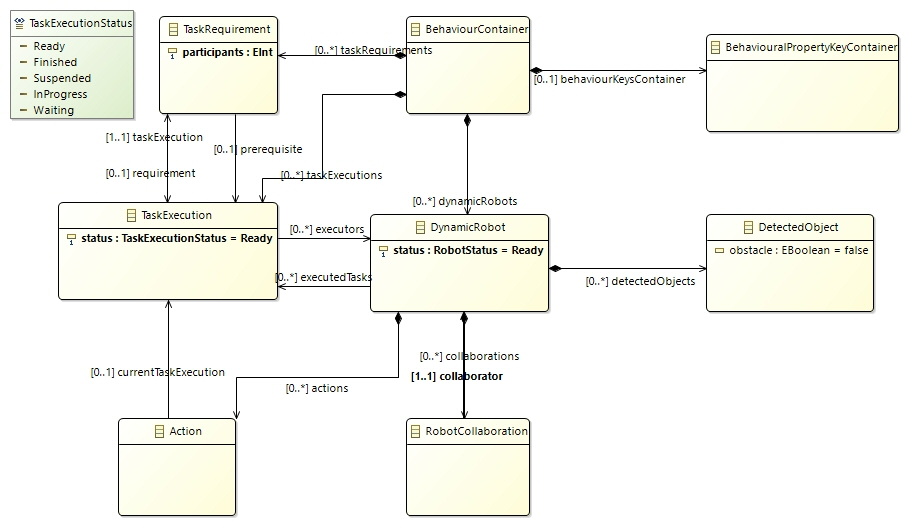 TaskExecutionStatus
Ready
Finished
Suspended
InProgress
Waiting
TaskRequirement
participants : EInt
BehaviourContainer
BehaviouralPropertyKeyContainer
[0..*] taskRequirements
[0..1] behaviourKeysContainer
[1..1] taskExecution
[0..1] prerequisite
[0..1] requirement
[0..*] taskExecutions
[0..*] dynamicRobots
TaskExecution
status : TaskExecutionStatus = Ready
[0..*] executors
[0..*] executedTasks
DynamicRobot
status : RobotStatus = Ready
DetectedObject
obstacle : EBoolean = false
[0..*] detectedObjects
[0..1] currentTaskExecution
[0..*] actions
[0..*] collaborations
[1..1] collaborator
Action
RobotCollaboration